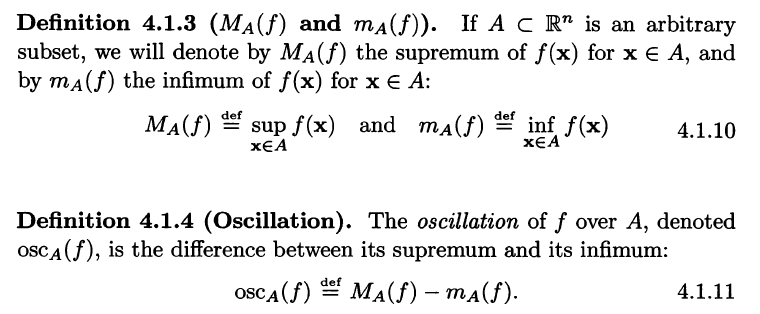 Definition 4.1.3 (M_A(f) and m_A(f)). If A ⊂ ℝⁿ is an arbitrary
subset, we will denote by M_A(f) the supremum of f(x) for x ∈ A, and
by m_A(f) the infimum of f(x) for x ∈ A:
M_A(f) ≝ sup_{x∈A} f(x) and m_A(f) ≝ inf_{x∈A} f(x) 4.1.10
Definition 4.1.4 (Oscillation). The oscillation of f over A, denoted
osc_A(f), is the difference between its supremum and its infimum:
osc_A(f) ≝ M_A(f) − m_A(f). 4.1.11